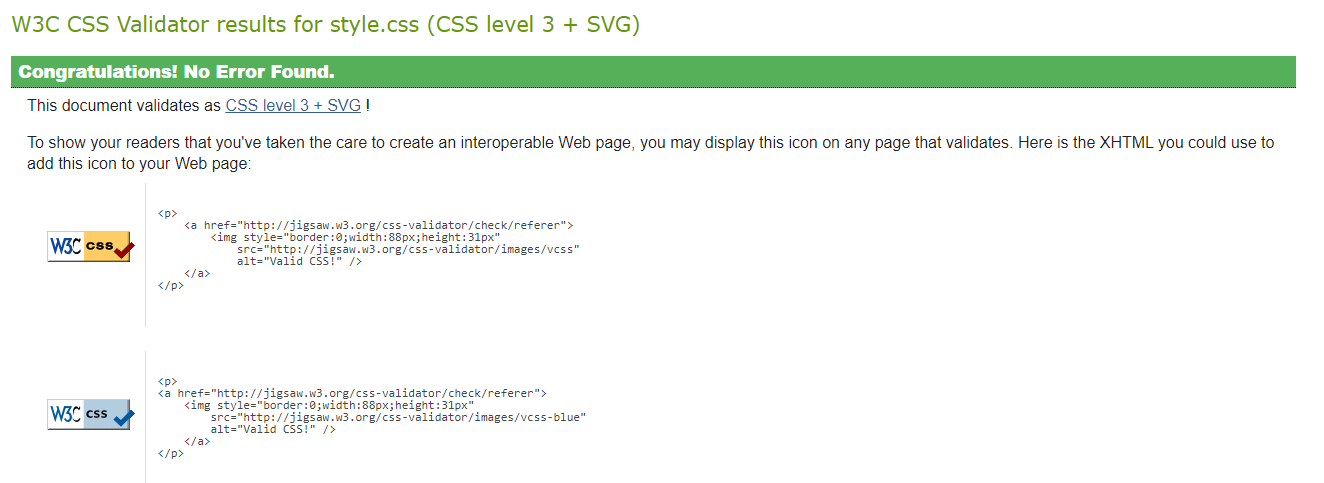 W3C CSS Validator results for style.css (CSS level 3 + SVG)
Congratulations! No Error Found.
This document validates as CSS level 3 + SVG !
To show your readers that you've taken the care to create an interoperable Web page, you may display this icon on any page that validates. Here is the XHTML you could use to
add this icon to your Web page:
<p>
<a href="http://jigsaw.w3.org/css-validator/check/referer">
<img style="border:0;width:88px;height:31px"
W3C css
src="http://jigsaw.w3.org/css-validator/images/vcss"
alt="Valid CSS!" />
</a>
</p>
<p>
<a href="http://jigsaw.w3.org/css-validator/check/referer">
<img style="border:0;width:88px;height:31px"
W3C css
src="http://jigsaw.w3.org/css-validator/images/vcss-blue"
alt="Valid CSS!" />
</a>
</p>